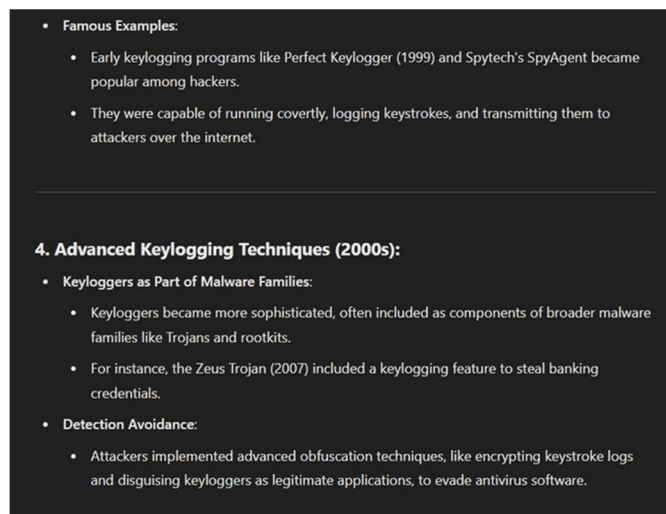 • Famous Examples:
• Early keylogging programs like Perfect Keylogger (1999) and Spytech's SpyAgent became
popular among hackers.
• They were capable of running covertly, logging keystrokes, and transmitting them to
attackers over the internet.
4. Advanced Keylogging Techniques (2000s):
• Keyloggers as Part of Malware Families:
• Keyloggers became more sophisticated, often included as components of broader malware
families like Trojans and rootkits.
• For instance, the Zeus Trojan (2007) included a keylogging feature to steal banking
credentials.
• Detection Avoidance:
• Attackers implemented advanced obfuscation techniques, like encrypting keystroke logs
and disguising keyloggers as legitimate applications, to evade antivirus software.